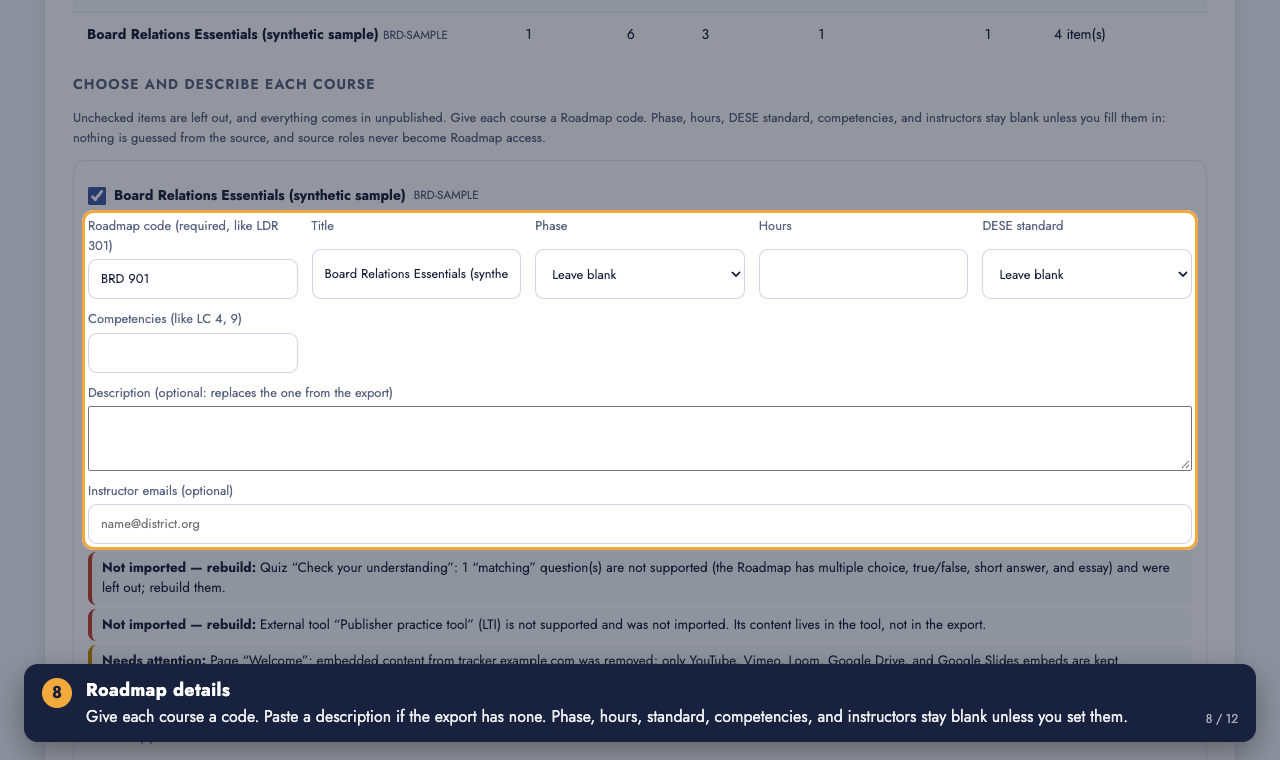 Board Relations Essentials (synthetic sample) BRD-SAMPLE 1 6 3 1 1 4 item(s)
CHOOSE AND DESCRIBE EACH COURSE
Unchecked items are left out, and everything comes in unpublished. Give each course a Roadmap code. Phase, hours, DESE standard, competencies, and instructors stay blank unless you fill them in:
nothing is guessed from the source, and source roles never become Roadmap access.
Board Relations Essentials (synthetic sample) BRD-SAMPLE
Roadmap code (required, like LDR
301)
Title
Phase
Hours
DESE standard
BRD 901
Board Relations Essentials (synthe
Leave blank
Leave blank
Competencies (like LC 4, 9)
Description (optional: replaces the one from the export)
Instructor emails (optional)
name@district.org
Not imported — rebuild: Quiz “Check your understanding”: 1 “matching” question(s) are not supported (the Roadmap has multiple choice, true/false, short answer, and essay) and were
left out; rebuild them.
Not imported — rebuild: External tool “Publisher practice tool” (LTI) is not supported and was not imported. Its content lives in the tool, not in the export.
Needs attention: Page “Welcome”: embedded content from tracker.example.com was removed; only YouTube, Vimeo, Loom, Google Drive, and Google Slides embeds are kept.
8
Roadmap details
Give each course a code. Paste a description if the export has none. Phase, hours, standard, competencies, and instructors stay blank unless you set them.
8 / 12